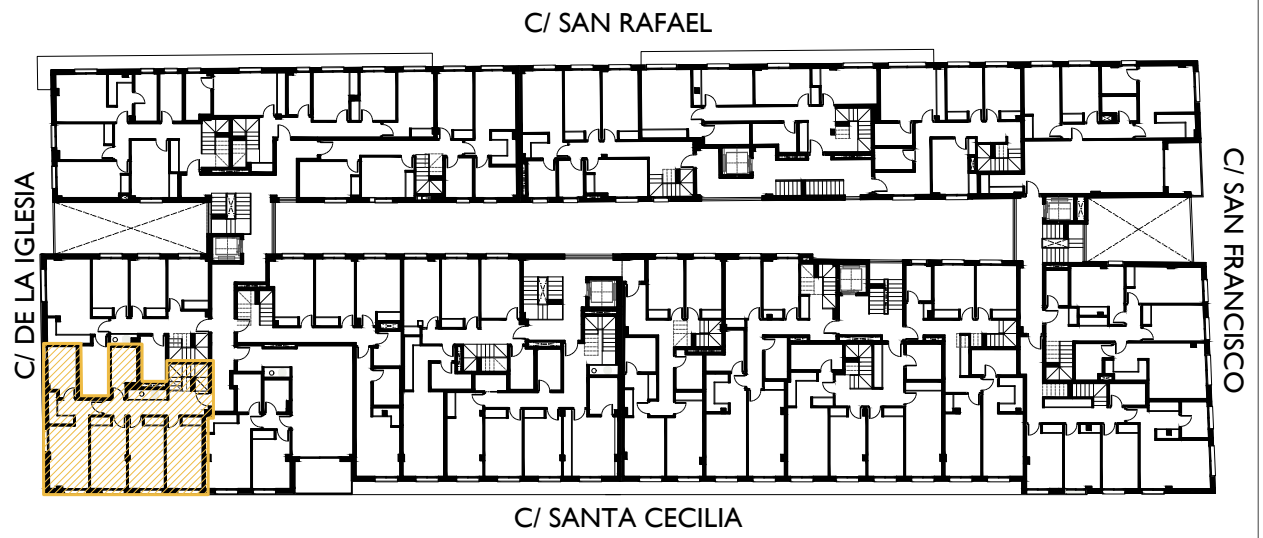 C/ SAN RAFAEL
C/ DE LA IGLESIA
C/ SAN FRANCISCO
C/ SANTA CECILIA